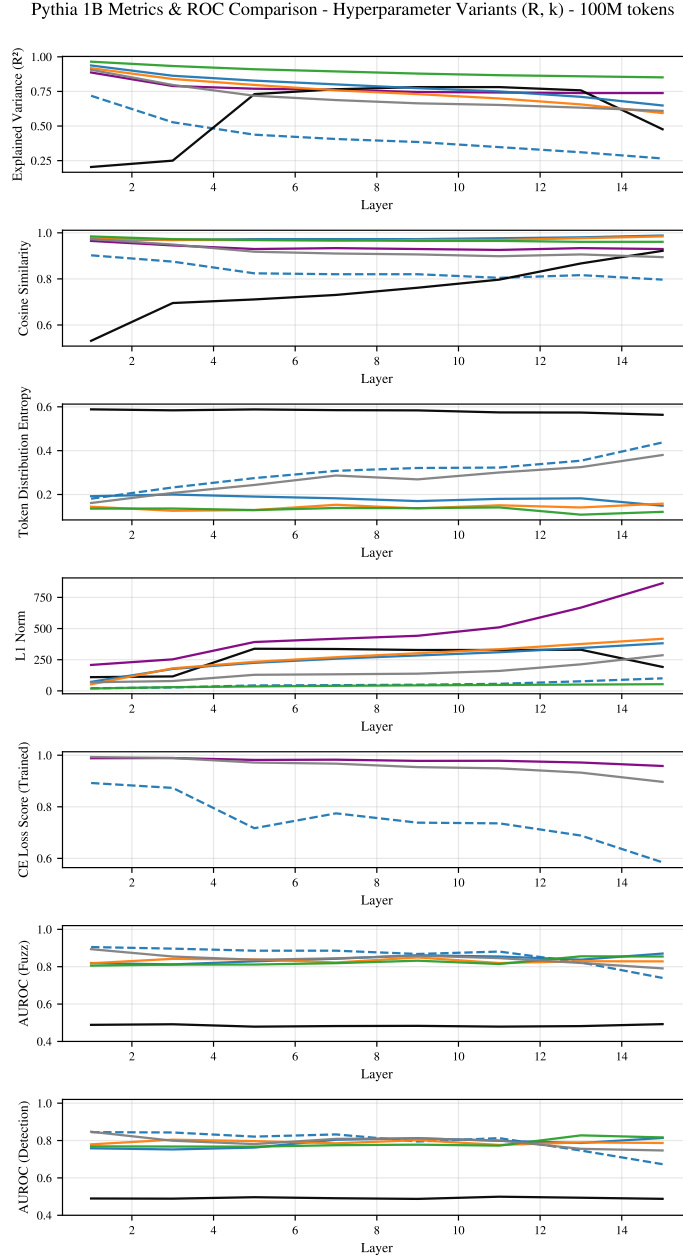 Pythia 1B Metrics & ROC Comparison - Hyperparameter Variants (R, k) - 100M tokens
Explained Variance (R²)
1.00
0.75
0.50
0.25
2 4 6 8 10 12 14
Layer
Cosine Similarity
1.0
0.8
0.6
2 4 6 8 10 12 14
Layer
Token Distribution Entropy
0.6
0.4
0.2
2 4 6 8 10 12 14
Layer
L1 Norm
750
500
250
0
2 4 6 8 10 12 14
Layer
CE Loss Score (Trained)
1.0
0.8
0.6
2 4 6 8 10 12 14
Layer
AUROC (Fuzz)
1.0
0.8
0.6
0.4
2 4 6 8 10 12 14
Layer
AUROC (Detection)
1.0
0.8
0.6
0.4
2 4 6 8 10 12 14
Layer